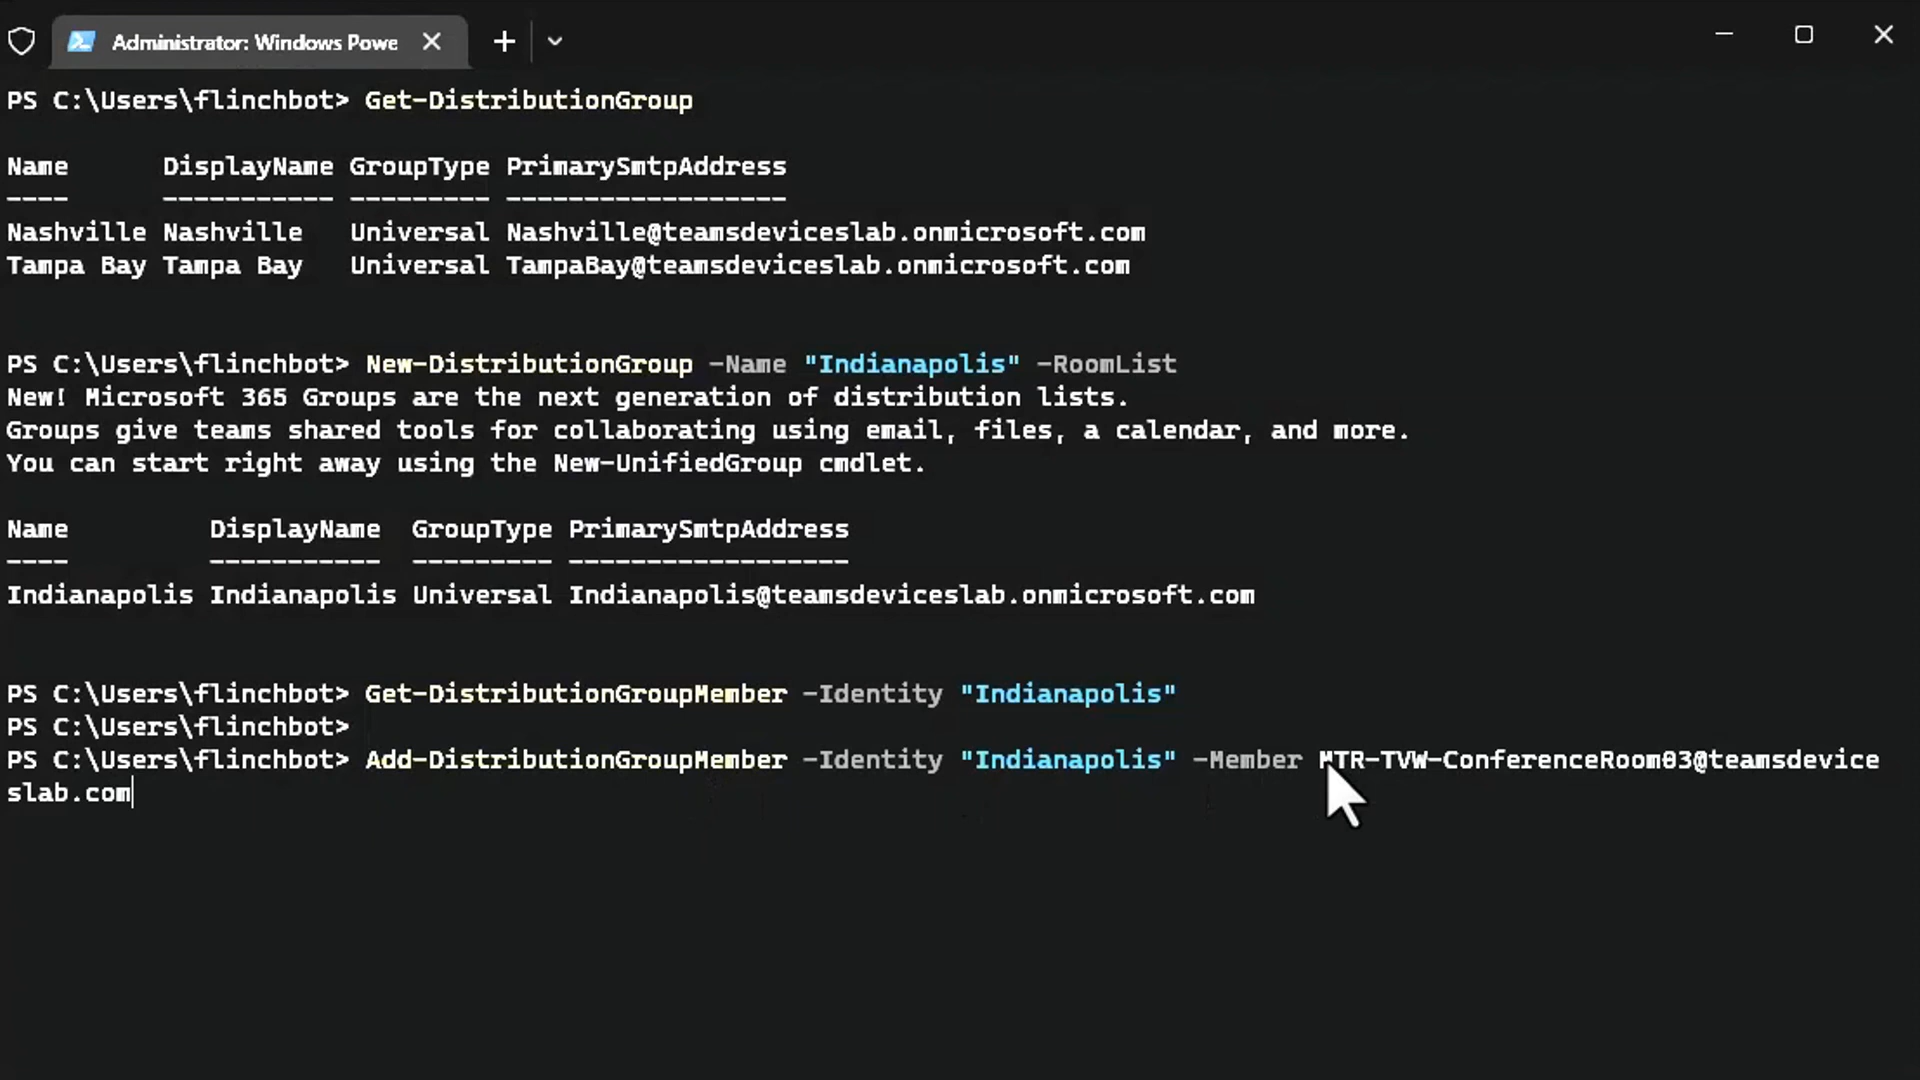 Administrator: Windows Powe
PS C:\Users\flinchbot> Get-DistributionGroup
Name      DisplayName GroupType PrimarySmtpAddress
----      ----------- --------- ------------------
Nashville Nashville   Universal Nashville@teamsdeviceslab.onmicrosoft.com
Tampa Bay Tampa Bay   Universal TampaBay@teamsdeviceslab.onmicrosoft.com
PS C:\Users\flinchbot> New-DistributionGroup -Name "Indianapolis" -RoomList
New! Microsoft 365 Groups are the next generation of distribution lists.
Groups give teams shared tools for collaborating using email, files, a calendar, and more.
You can start right away using the New-UnifiedGroup cmdlet.
Name         DisplayName  GroupType PrimarySmtpAddress
----         -----------  --------- ------------------
Indianapolis Indianapolis Universal Indianapolis@teamsdeviceslab.onmicrosoft.com
PS C:\Users\flinchbot> Get-DistributionGroupMember -Identity "Indianapolis"
PS C:\Users\flinchbot>
PS C:\Users\flinchbot> Add-DistributionGroupMember -Identity "Indianapolis" -Member MTR-TVW-ConferenceRoom03@teamsdevice
slab.com